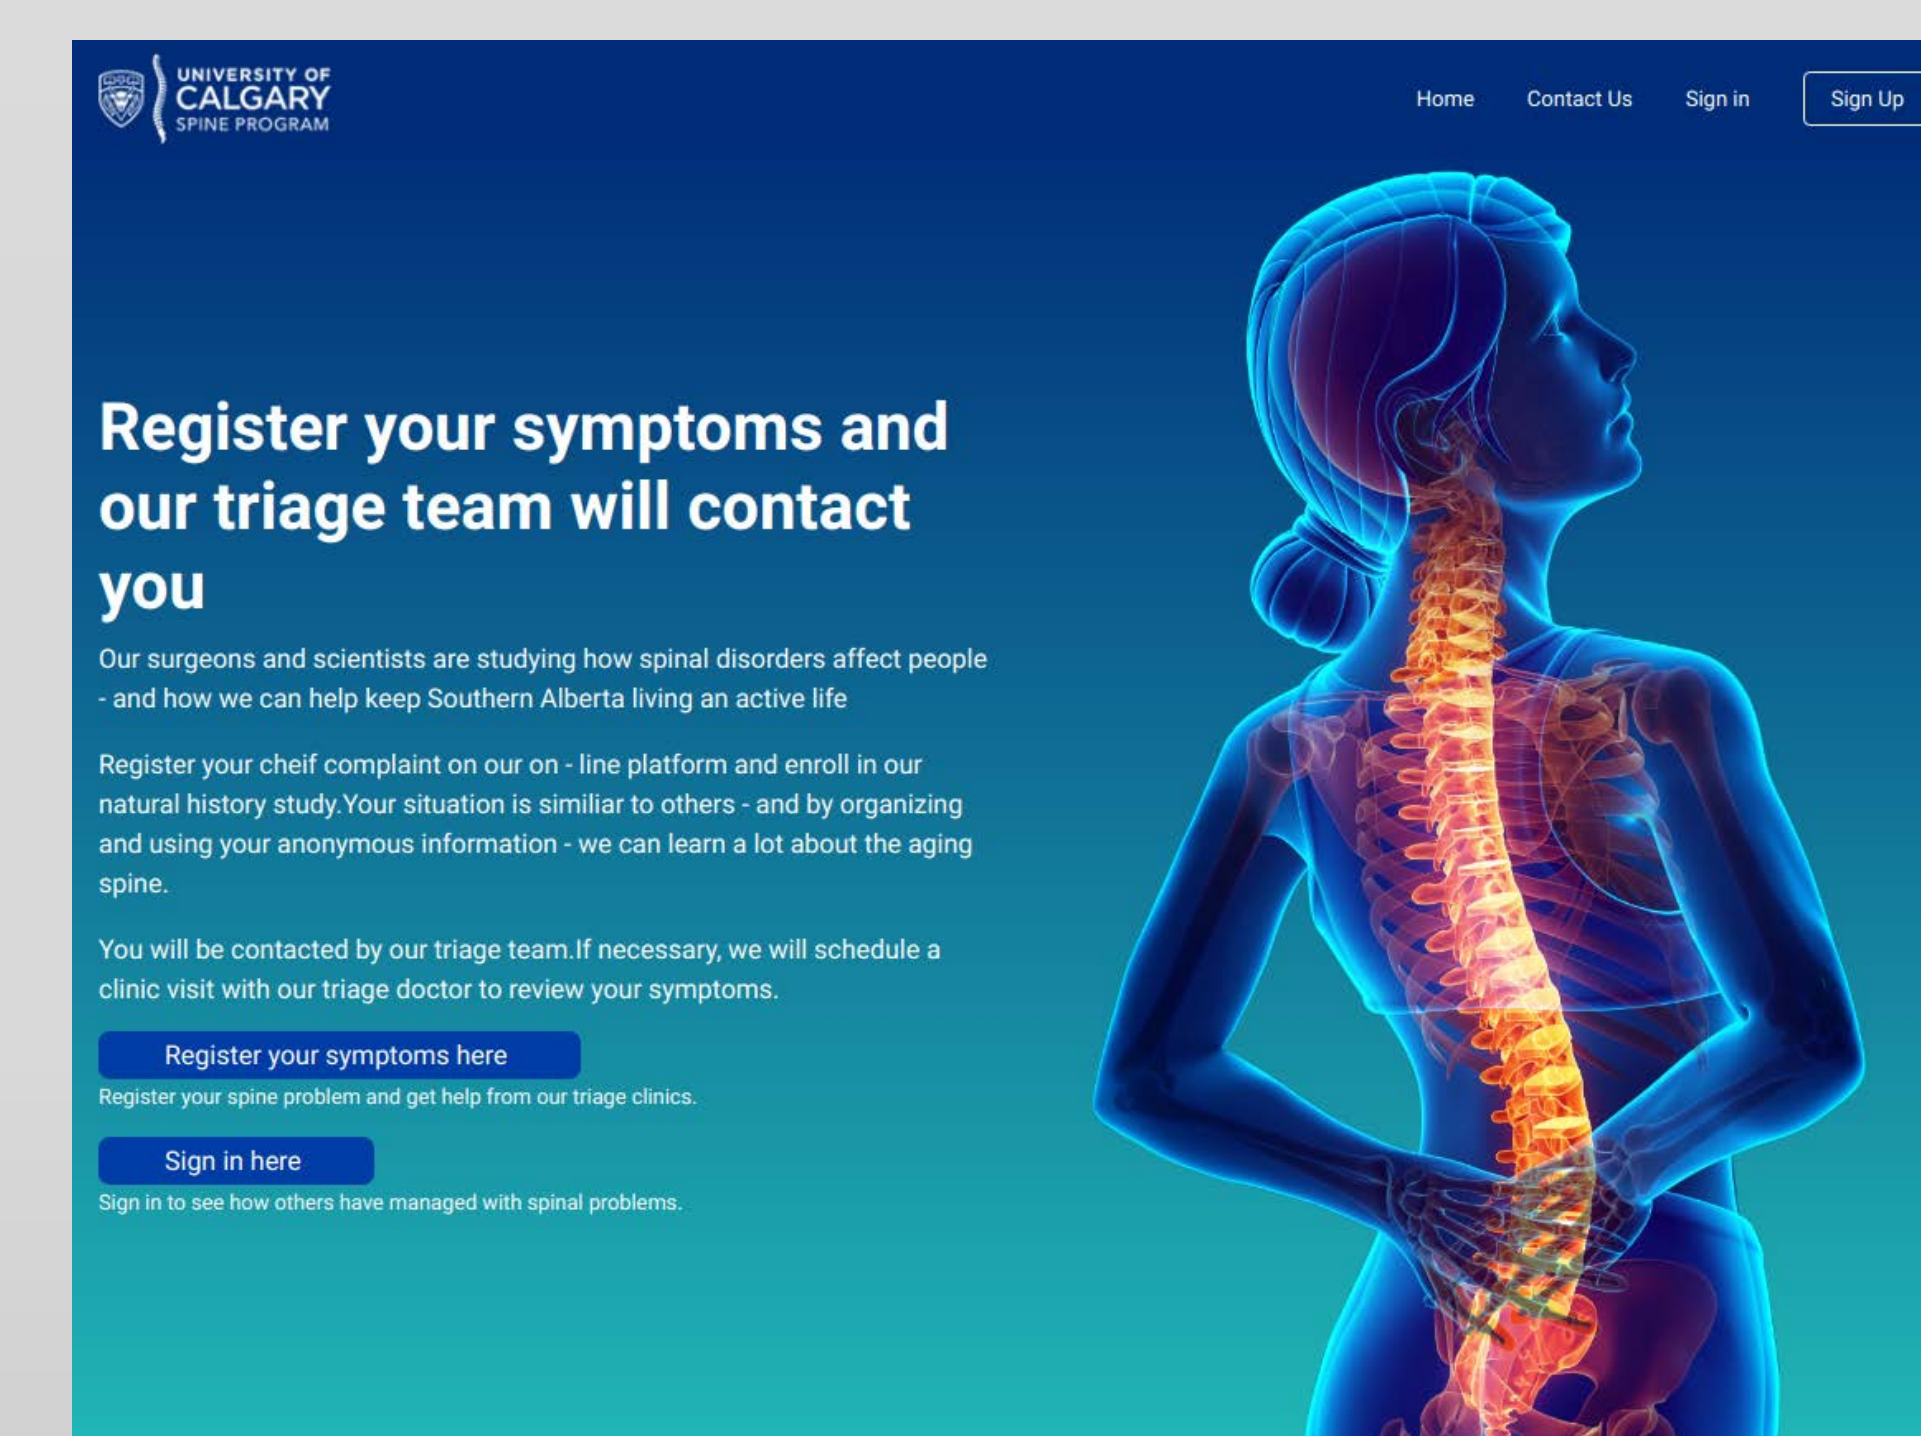 UNIVERSITY OF
CALGARY
SPINE PROGRAM
Home Contact Us Sign in Sign Up
Register your symptoms and
our triage team will contact
you
Our surgeons and scientists are studying how spinal disorders affect people
- and how we can help keep Southern Alberta living an active life
Register your cheif complaint on our on - line platform and enroll in our
natural history study.Your situation is similiar to others - and by organizing
and using your anonymous information - we can learn a lot about the aging
spine.
You will be contacted by our triage team.If necessary, we will schedule a
clinic visit with our triage doctor to review your symptoms.
Register your symptoms here
Register your spine problem and get help from our triage clinics.
Sign in here
Sign in to see how others have managed with spinal problems.